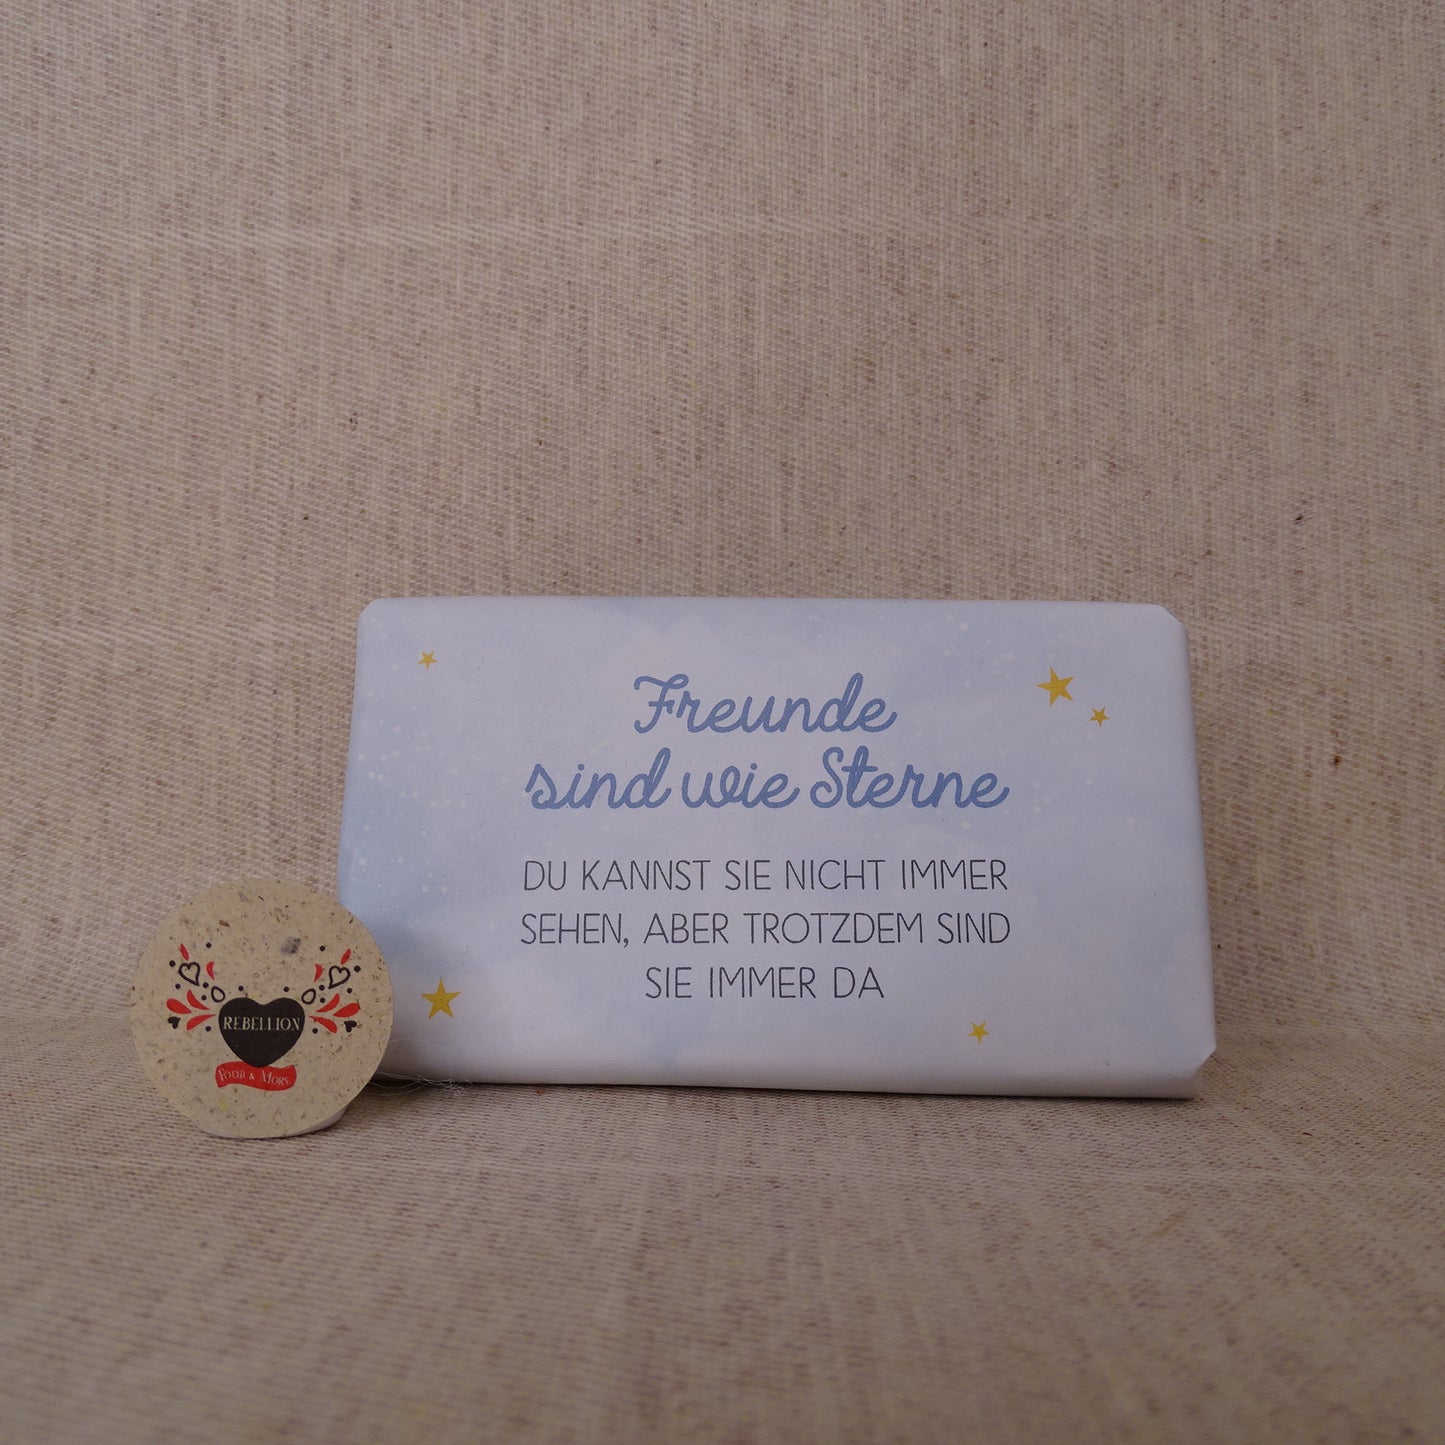 Freunde
sind wie Sterne
DU KANNST SIE NICHT IMMER
SEHEN, ABER TROTZDEM SIND
SIE IMMER DA
REBELLION
FOOD & MORE